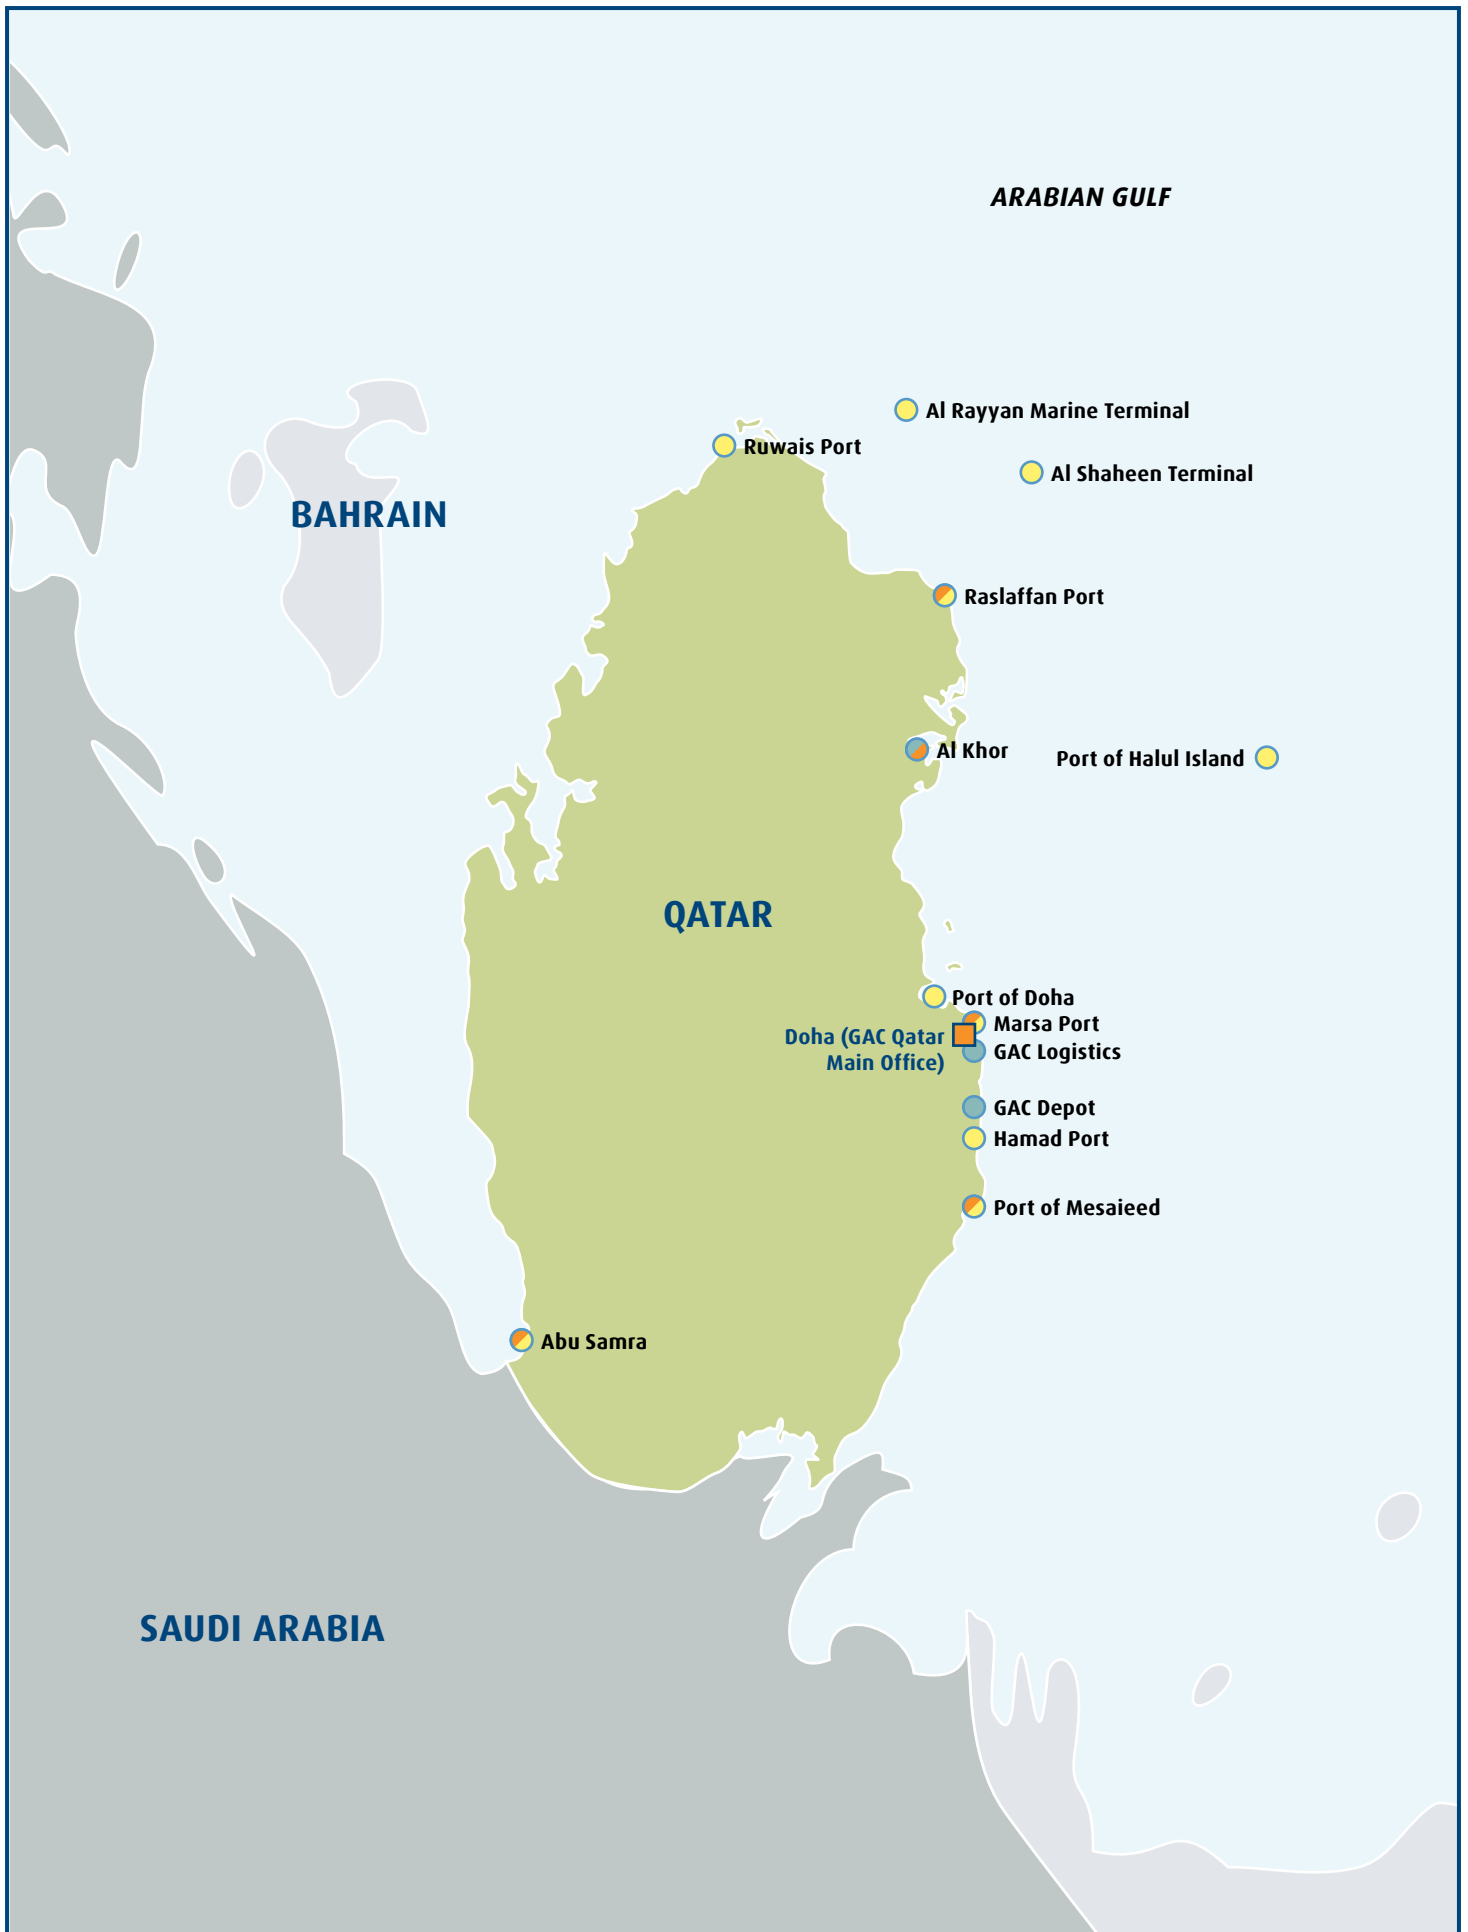 ARABIAN GULF
Al Rayyan Marine Terminal
Ruwais Port
Al Shaheen Terminal
BAHRAIN
Raslaffan Port
Al Khor
Port of Halul Island
QATAR
Port of Doha
Marsa Port
Doha (GAC Qatar
Main Office)
GAC Logistics
GAC Depot
Hamad Port
Port of Mesaieed
Abu Samra
SAUDI ARABIA